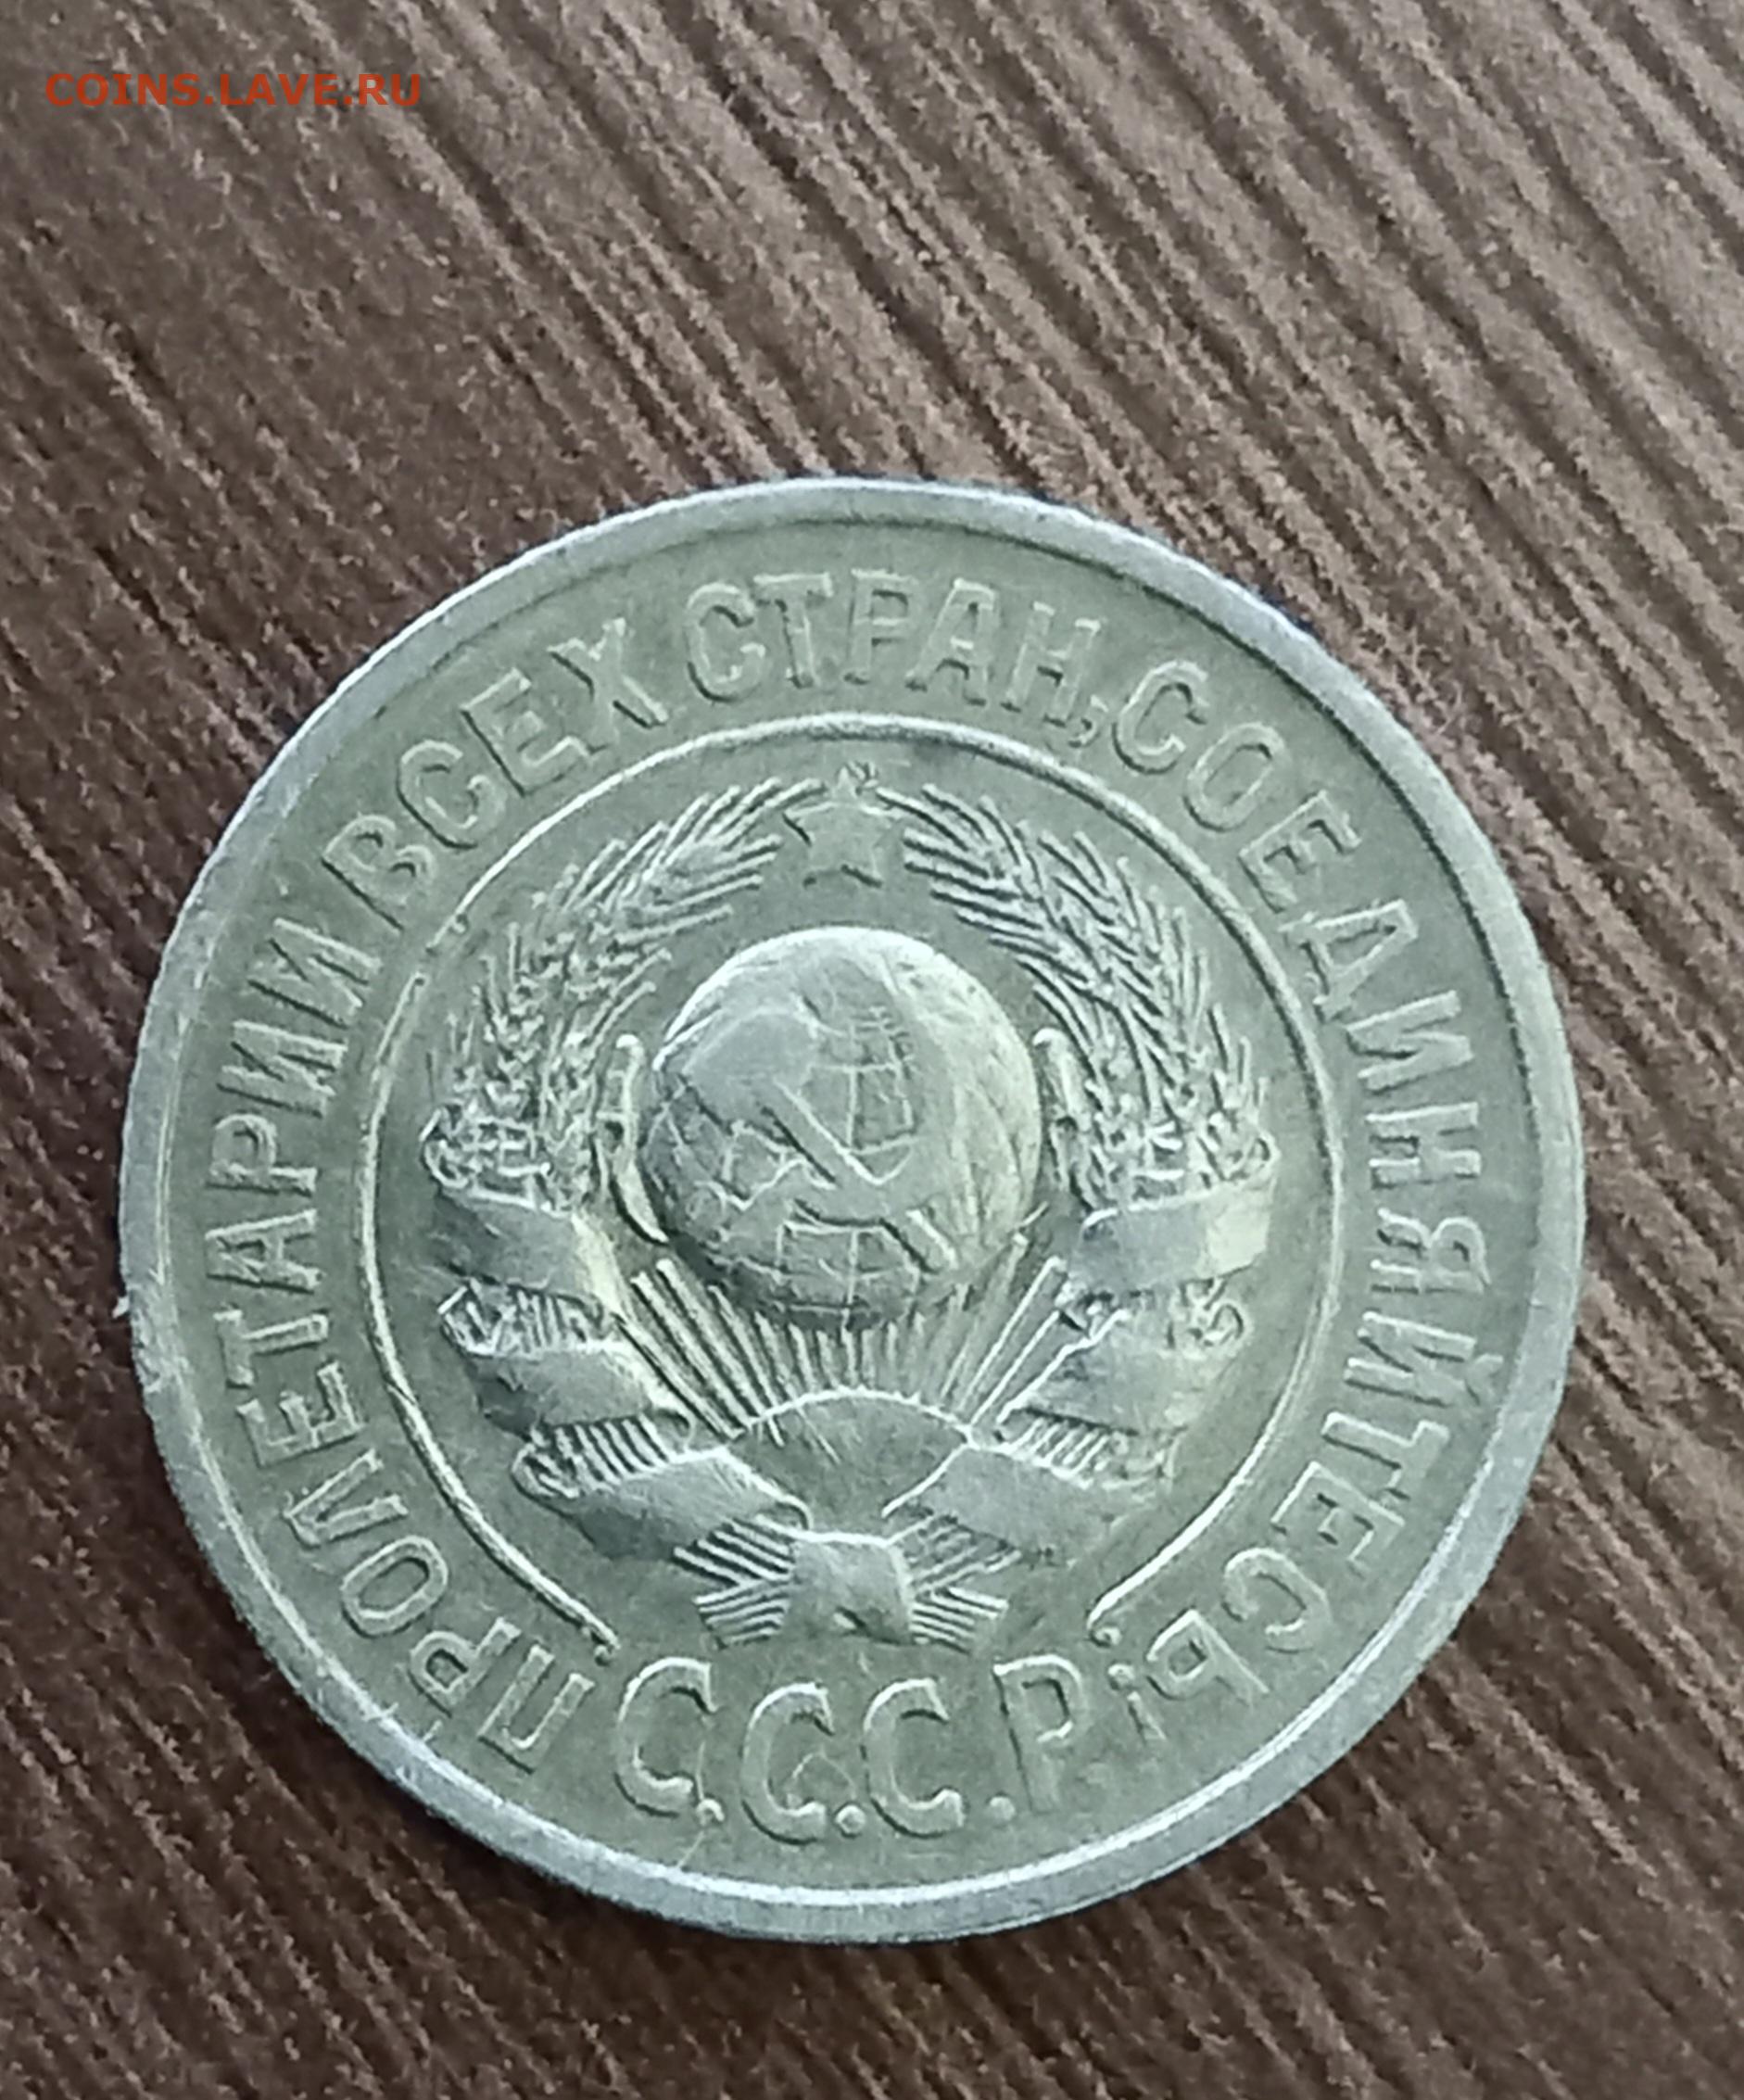 COINS.LAVE.RU
ПРОЛЕТАРИИ ВСЕХ СТРАН, СОЕДИНЯЙТЕСЬ!
С.С.С.Р.